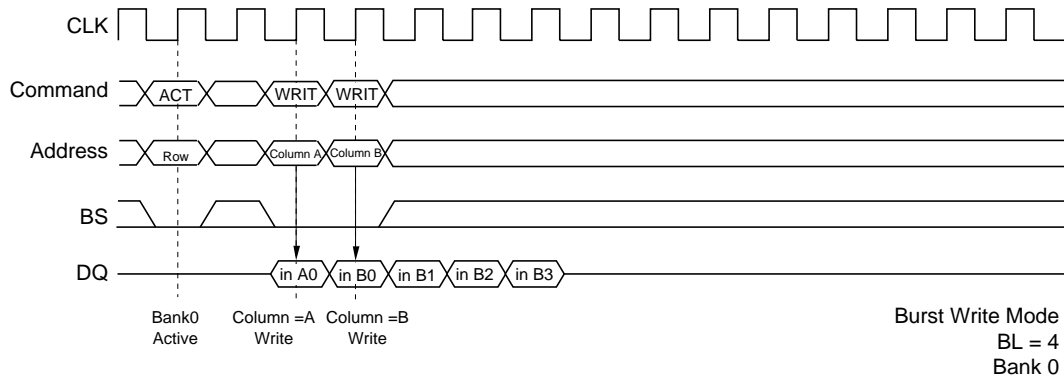 CLK
Command ACT WRIT WRIT
Address Row Column A Column B
BS
DQ in A0 in B0 in B1 in B2 in B3
Bank0 Active
Column =A Write
Column =B Write
Burst Write Mode
BL = 4
Bank 0